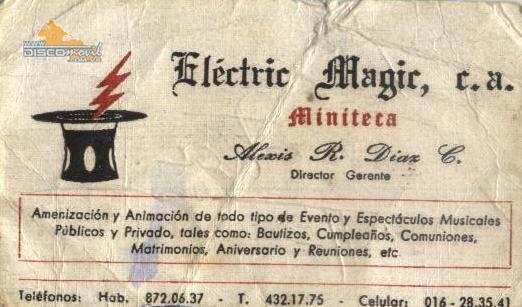 www.
DISCOmovil
Eléctric Magic, c.a.
Miniteca
Alexis R. Diaz C.
Director Gerente
Amenización y Animación de todo tipo de Evento y Espectáculos Musicales
Públicos y Privado, tales como: Bautizos, Cumpleaños, Comuniones,
Matrimonios, Aniversario y Reuniones, etc
Teléfonos: Hab. 872.06.37 - T. 432.17.75 - Celular: 016 - 28.35.41